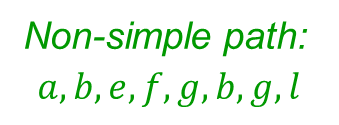 Non-simple path:
a, b, e, f, g, b, g, l